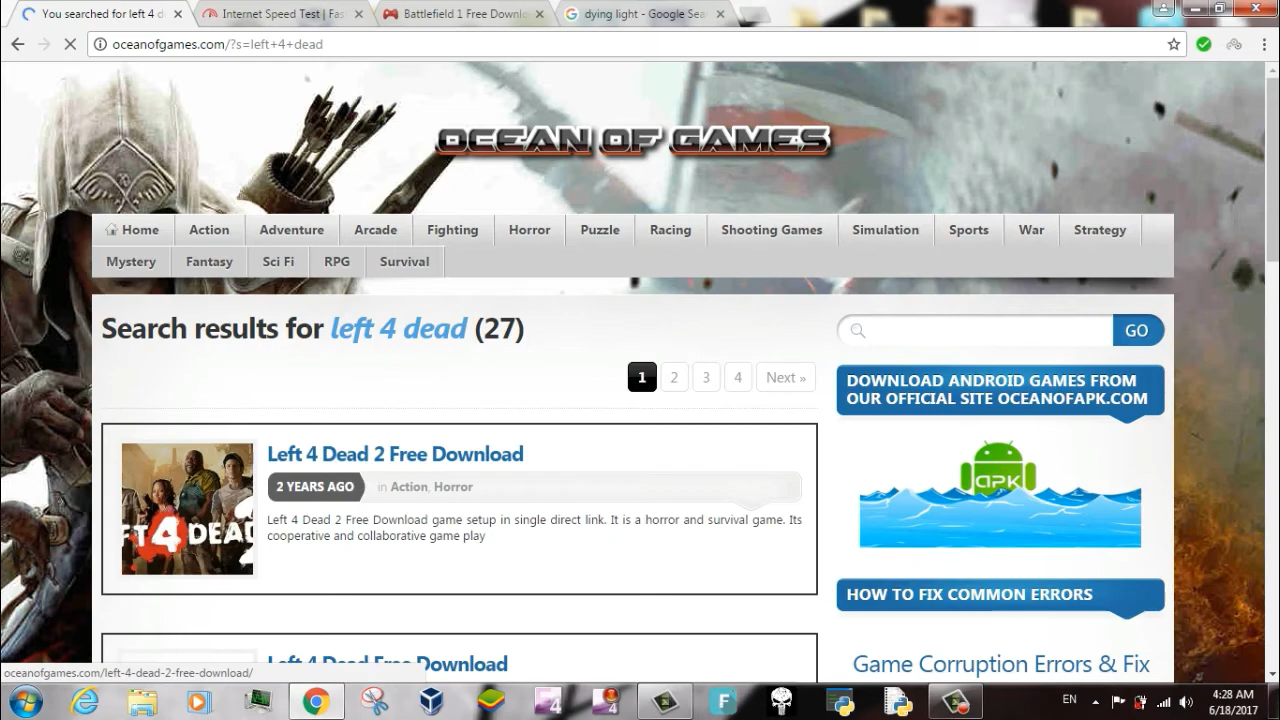 You searched for left 4 d
Internet Speed Test | Fas
Battlefield 1 Free Downlo
dying light - Google Sea
oceanofgames.com/?s=left+4+dead
OCEAN OF GAMES
Home Action Adventure Arcade Fighting Horror Puzzle Racing Shooting Games Simulation Sports War Strategy
Mystery Fantasy Sci Fi RPG Survival
Search results for left 4 dead (27)
GO
1 2 3 4 Next »
DOWNLOAD ANDROID GAMES FROM
OUR OFFICIAL SITE OCEANOFAPK.COM
APK
Left 4 Dead 2 Free Download
2 YEARS AGO in Action, Horror
Left 4 Dead 2 Free Download game setup in single direct link. It is a horror and survival game. Its
cooperative and collaborative game play
FT 4 DEAD
HOW TO FIX COMMON ERRORS
Left 4 Dead Free Download
Game Corruption Errors & Fix
oceanofgames.com/left-4-dead-2-free-download/
4
4
F
EN
4:28 AM
6/18/2017